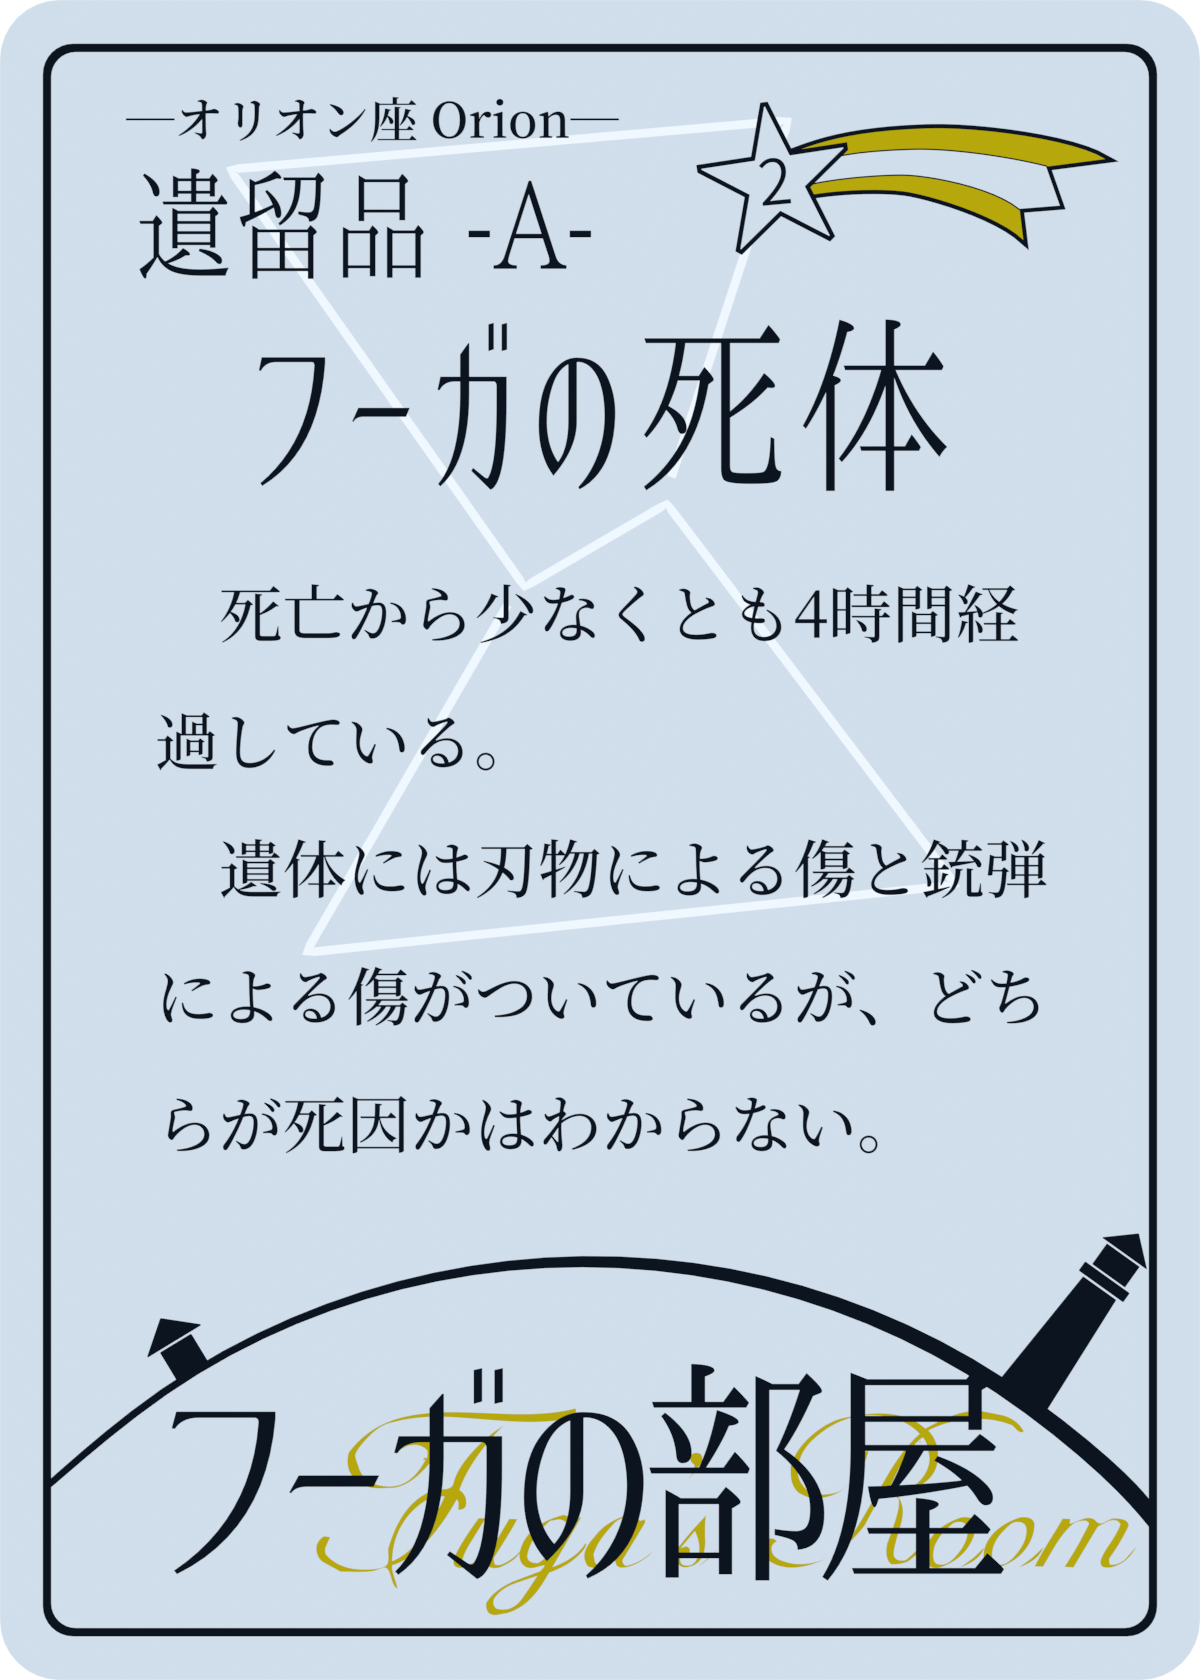 ―オリオン座 Orion―
遺留品 -A-
2
フーガの死体
死亡から少なくとも4時間経
過している。
遺体には刃物による傷と銃弾
による傷がついているが、どち
らが死因かはわからない。
フーガの部屋
Fuga's Room